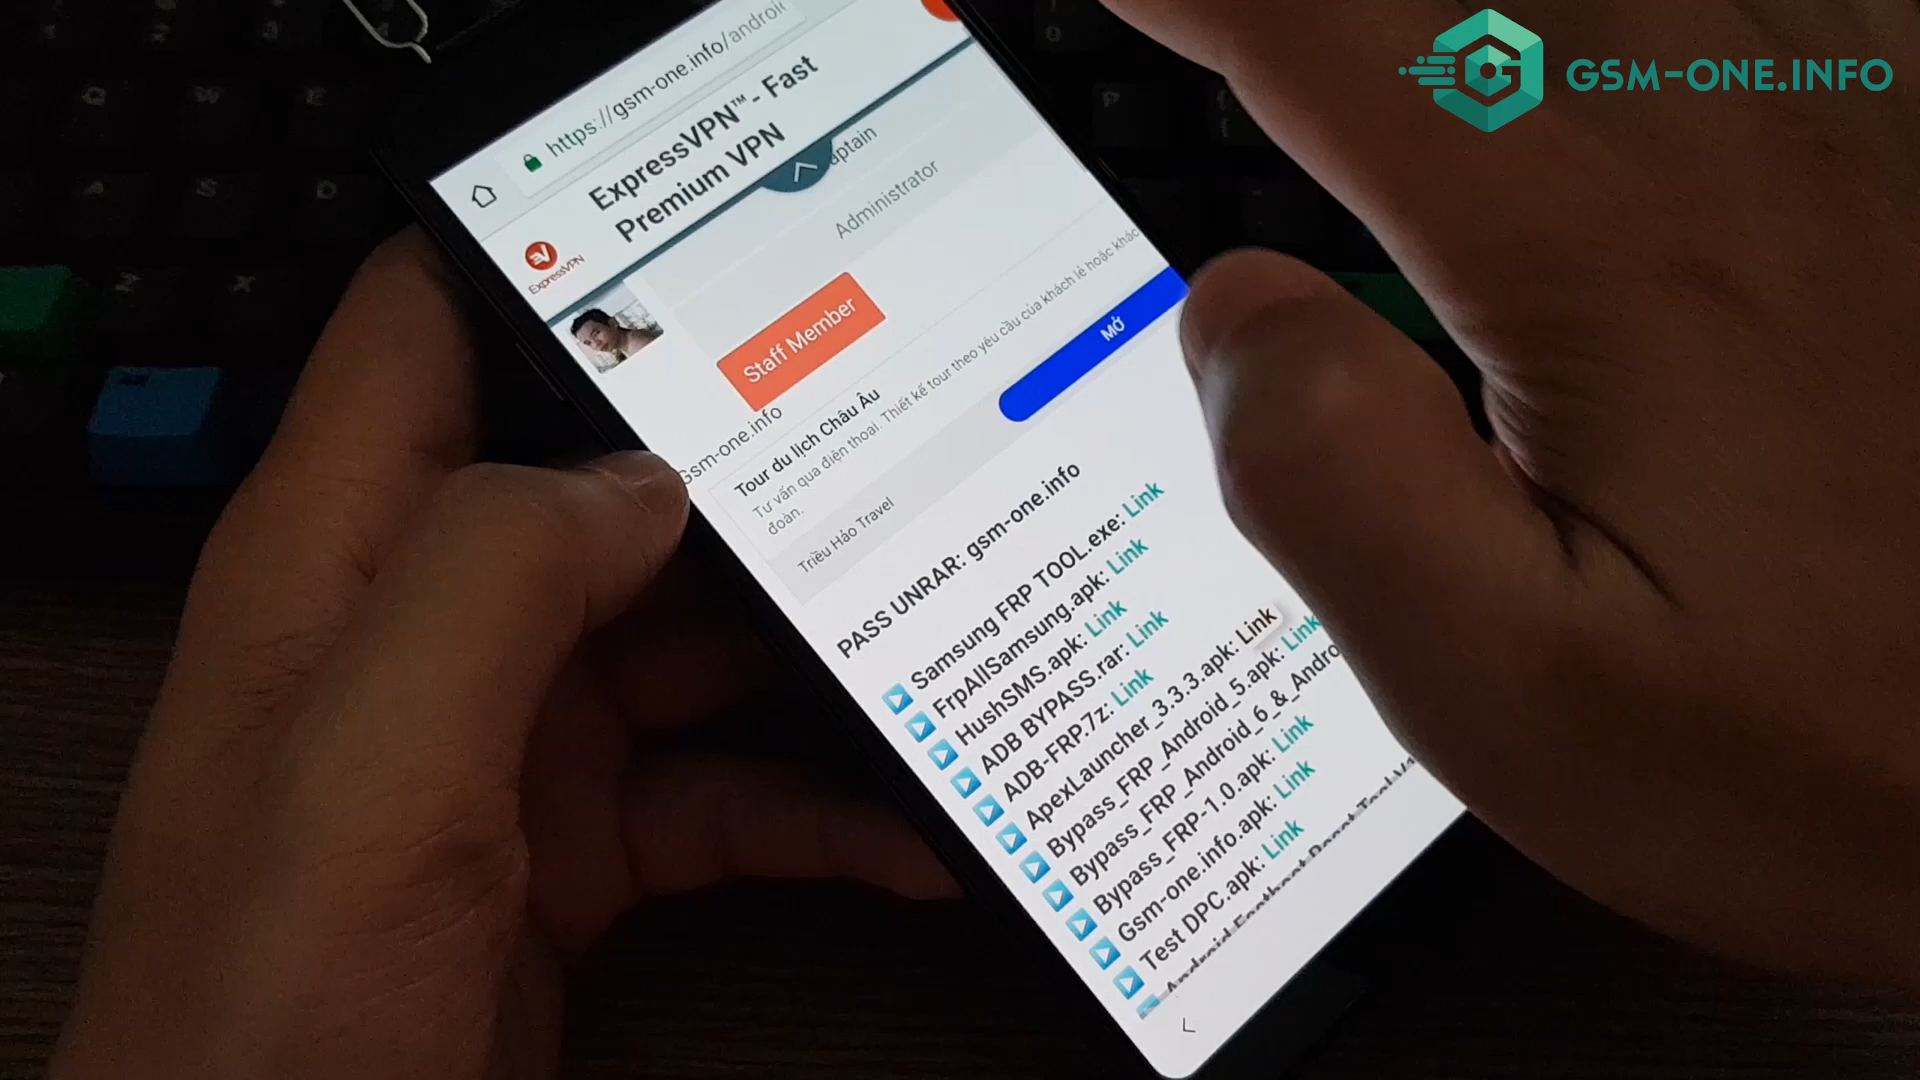 GSM-ONE.INFO
https://gsm-one.info/android
ExpressVPN™ - Fast
Premium VPN
ExpressVPN
aptain
Administrator
Staff Member
Gsm-one.info
Tour du lịch Châu Âu
Tư vấn qua điện thoại. Thiết kế tour theo yêu cầu của khách lẻ hoặc khác
đoàn.
Triều Hảo Travel
MỞ
PASS UNRAR: gsm-one.info
Samsung FRP TOOL.exe: Link
FrpAllSamsung.apk: Link
HushSMS.apk: Link
ADB BYPASS.rar: Link
ADB-FRP.7z: Link
ApexLauncher_3.3.3.apk: Link
Bypass_FRP_Android_5.apk: Link
Bypass_FRP_Android_6_&_Andro
Bypass_FRP-1.0.apk: Link
Gsm-one.info.apk: Link
Test DPC.apk: Link
Q W E
P
A S D
Z X